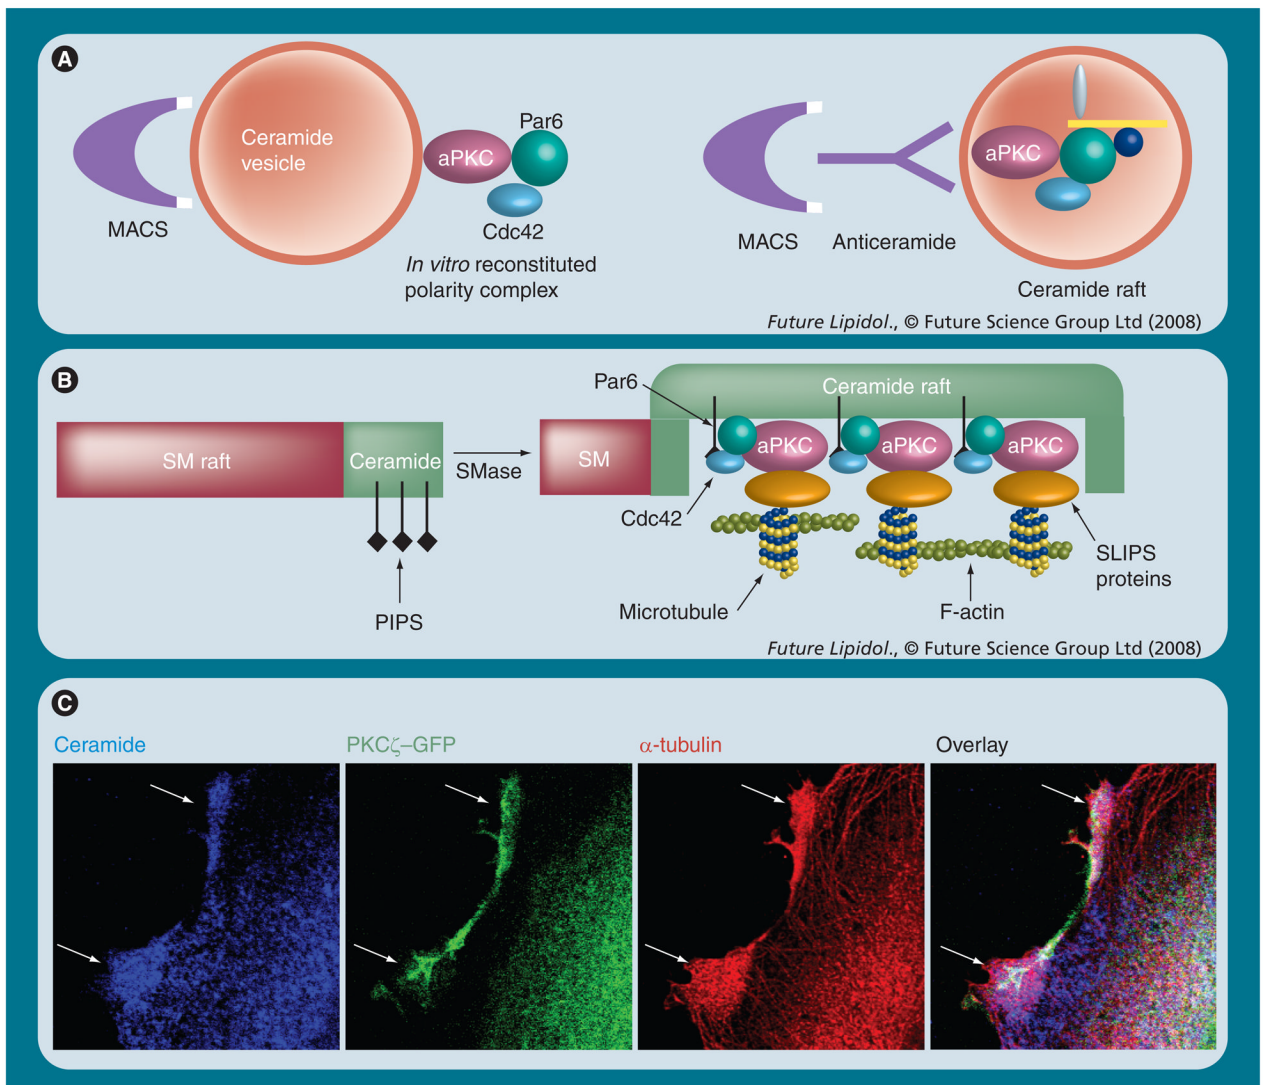 A
Ceramide
vesicle
aPKC
Par6
Cdc42
MACS
In vitro reconstituted
polarity complex
MACS
Anticeramide
aPKC
Ceramide raft
Future Lipidol., © Future Science Group Ltd (2008)
B
SM raft
Ceramide
SMase
PIPS
Par6
Ceramide raft
SM
aPKC
aPKC
aPKC
Cdc42
Microtubule
F-actin
SLIPS
proteins
Future Lipidol., © Future Science Group Ltd (2008)
C
Ceramide
PKCζ–GFP
α-tubulin
Overlay